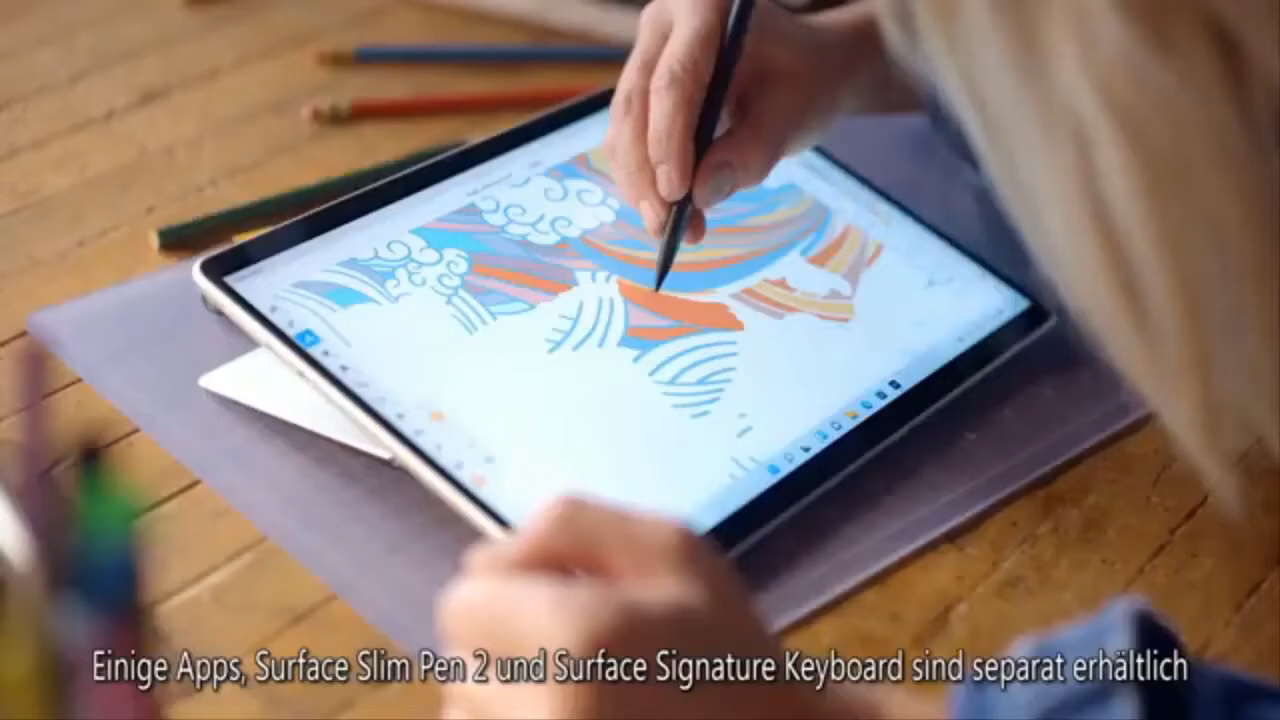 Einige Apps, Surface Slim Pen 2 und Surface Signature Keyboard sind separat erhältlich